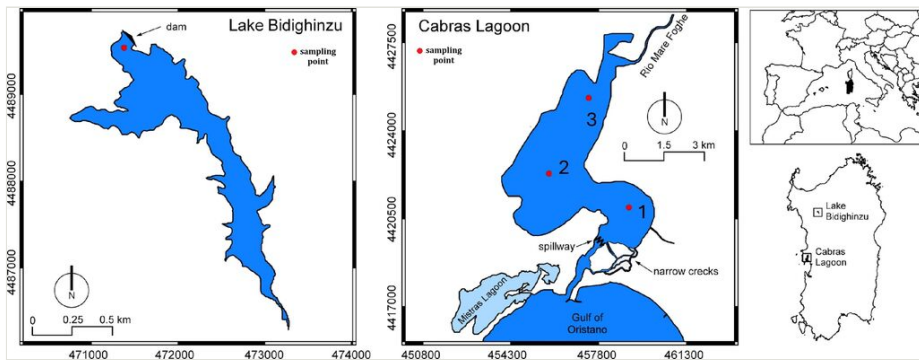 Lake Bidighinzu
dam
sampling
point
4489000
4488000
4487000
N
0 0.25 0.5 km
471000 472000 473000 474000
Cabras Lagoon
sampling
point
Rio Mare Foghe
N
0 1.5 3 km
3
2
1
spillway
narrow crecks
Mistras Lagoon
Gulf of
Oristano
4427500
4424000
4420500
4417000
450800 454300 457800 461300
Lake
Bidighinzu
Cabras
Lagoon